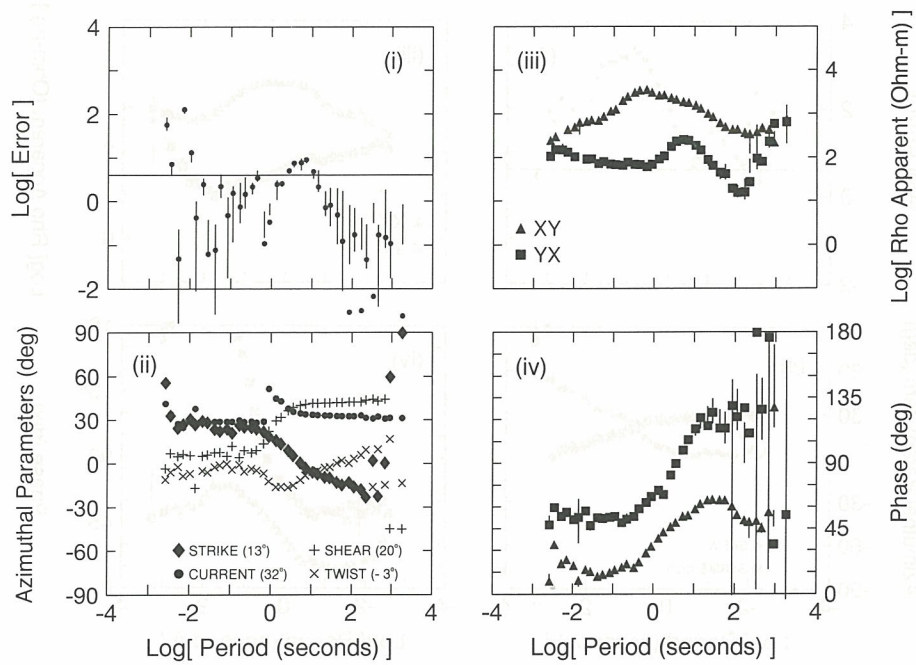 4
2
0
-2
Log[ Error ]
(i)
90
60
30
0
-30
-60
-90
Azimuthal Parameters (deg)
(ii)
STRIKE (13°)
SHEAR (20°)
CURRENT (32°)
TWIST (- 3°)
-4
-2
0
2
4
Log[ Period (seconds) ]
(iii)
XY
YX
4
2
0
Log[ Rho Apparent (Ohm-m) ]
(iv)
180
135
90
45
0
Phase (deg)
-4
-2
0
2
4
Log[ Period (seconds) ]